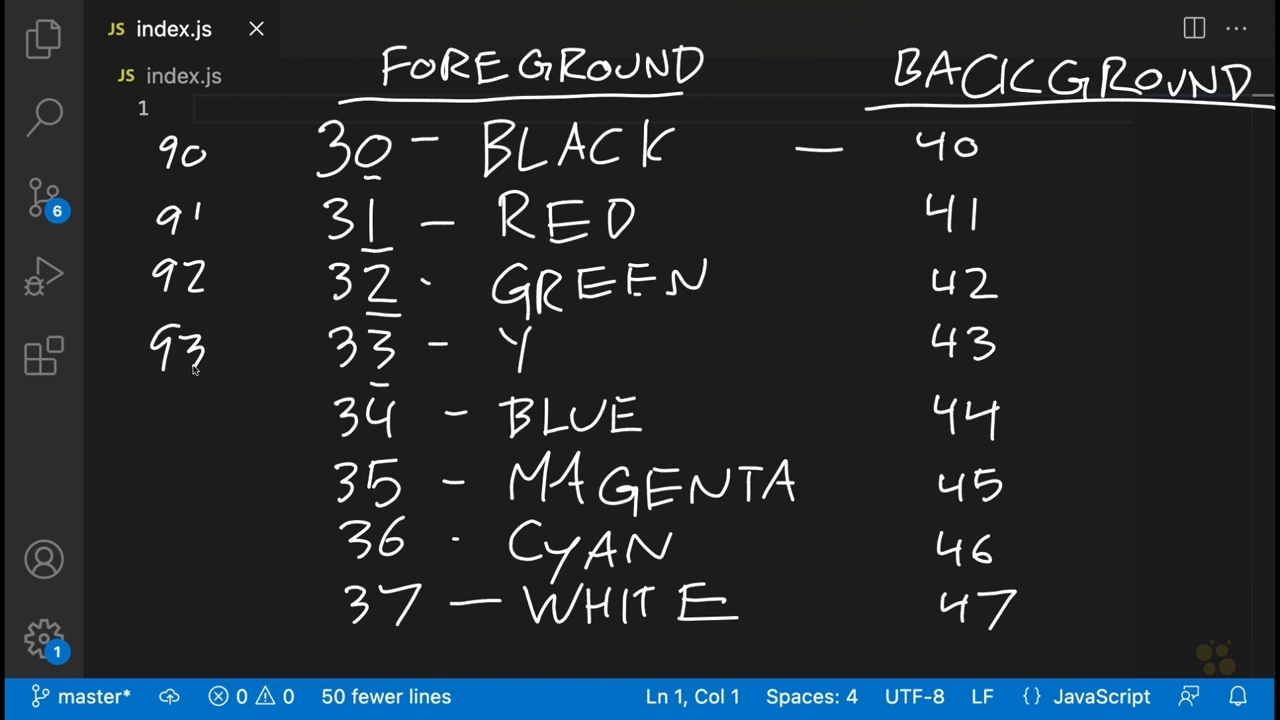 JS index.js
JS index.js
1
FOREGROUND BACKGROUND
90 30 - BLACK - 40
91 31 - RED 41
92 32 - GREEN 42
93 33 - Y 43
34 - BLUE 44
35 - MAGENTA 45
36 - CYAN 46
37 - WHITE 47
6
1
master* 0 0 50 fewer lines Ln 1, Col 1 Spaces: 4 UTF-8 LF {} JavaScript